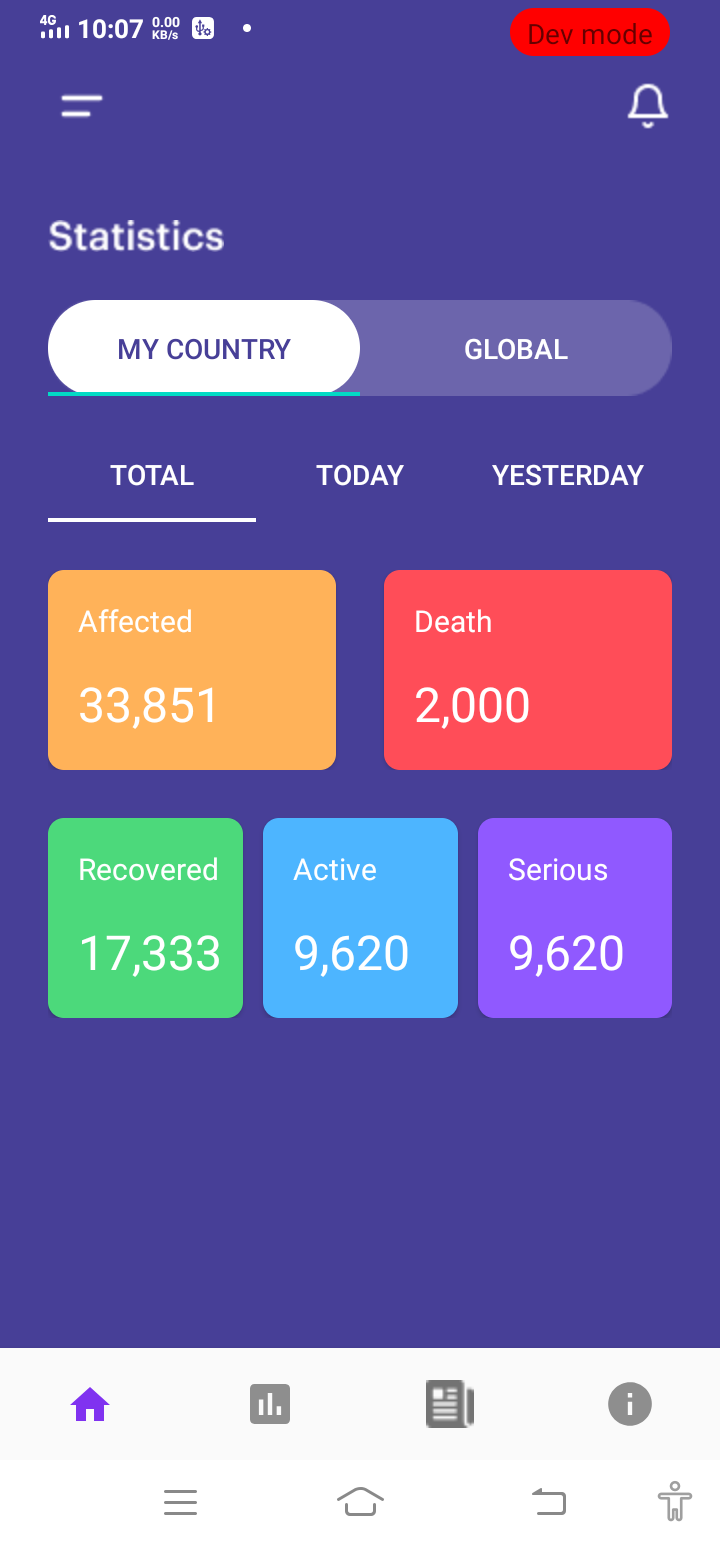 4G 10:07 0.00 KB/s
Dev mode
Statistics
MY COUNTRY GLOBAL
TOTAL TODAY YESTERDAY
Affected Death
33,851 2,000
Recovered Active Serious
17,333 9,620 9,620